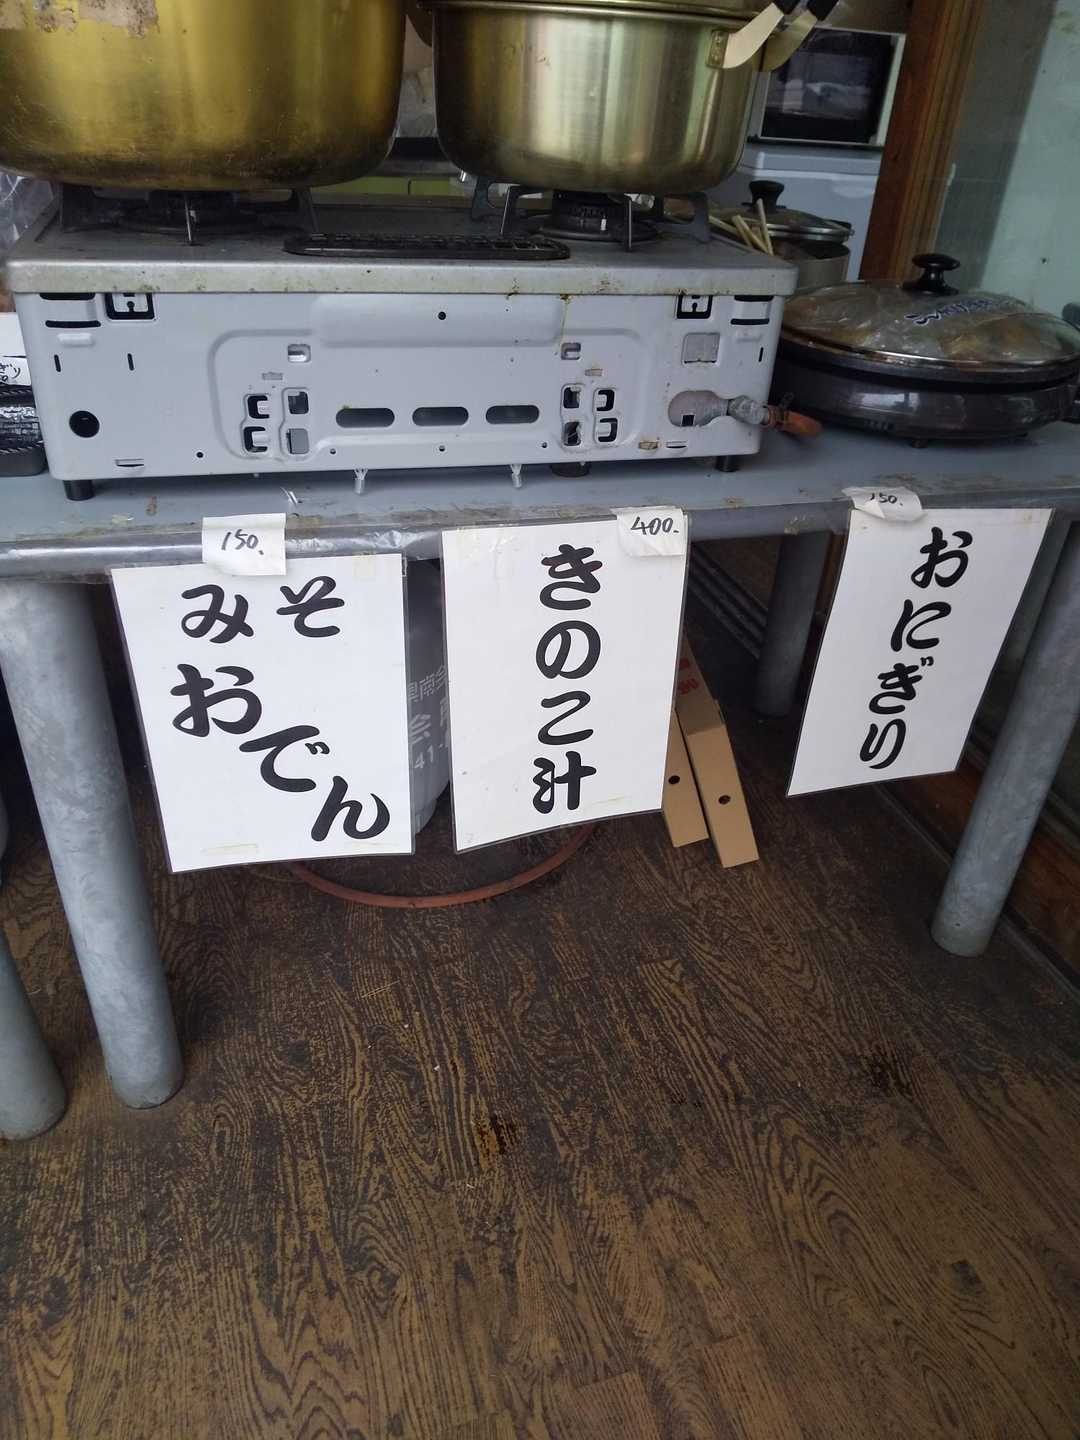 150.
みそ
おでん
400.
きのこ汁
150.
おにぎり